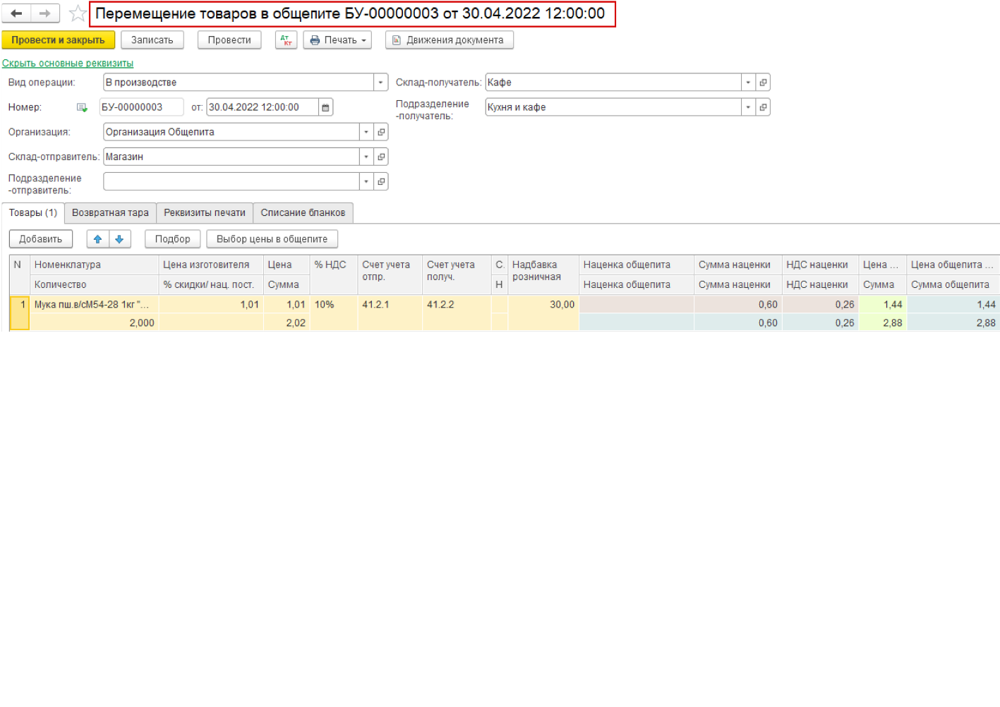 Перемещение товаров в общепите БУ-00000003 от 30.04.2022 12:00:00
Провести и закрыть Записать Провести Дт Кт Печать Движения документа
Скрыть основные реквизиты
Вид операции: В производстве Склад-получатель: Кафе
Номер: БУ-00000003 от: 30.04.2022 12:00:00 Подразделение -получатель: Кухня и кафе
Организация: Организация Общепита
Склад-отправитель: Магазин
Подразделение
-отправитель:
Товары (1) Возвратная тара Реквизиты печати Списание бланков
Добавить Подбор Выбор цены в общепите
N Номенклатура Цена изготовителя Цена % НДС Счет учета отпр. Счет учета получ. С. Надбавка розничная Наценка общепита Сумма наценки НДС наценки Цена ... Цена общепита ...
Количество % скидки/ нац. пост. Сумма Н Наценка общепита Сумма наценки НДС наценки Сумма Сумма общепита
1 Мука пш.в/сМ54-28 1кг "... 1,01 1,01 10% 41.2.1 41.2.2 30,00 0,60 0,26 1,44 1,44
2,000 2,02 0,60 0,26 2,88 2,88